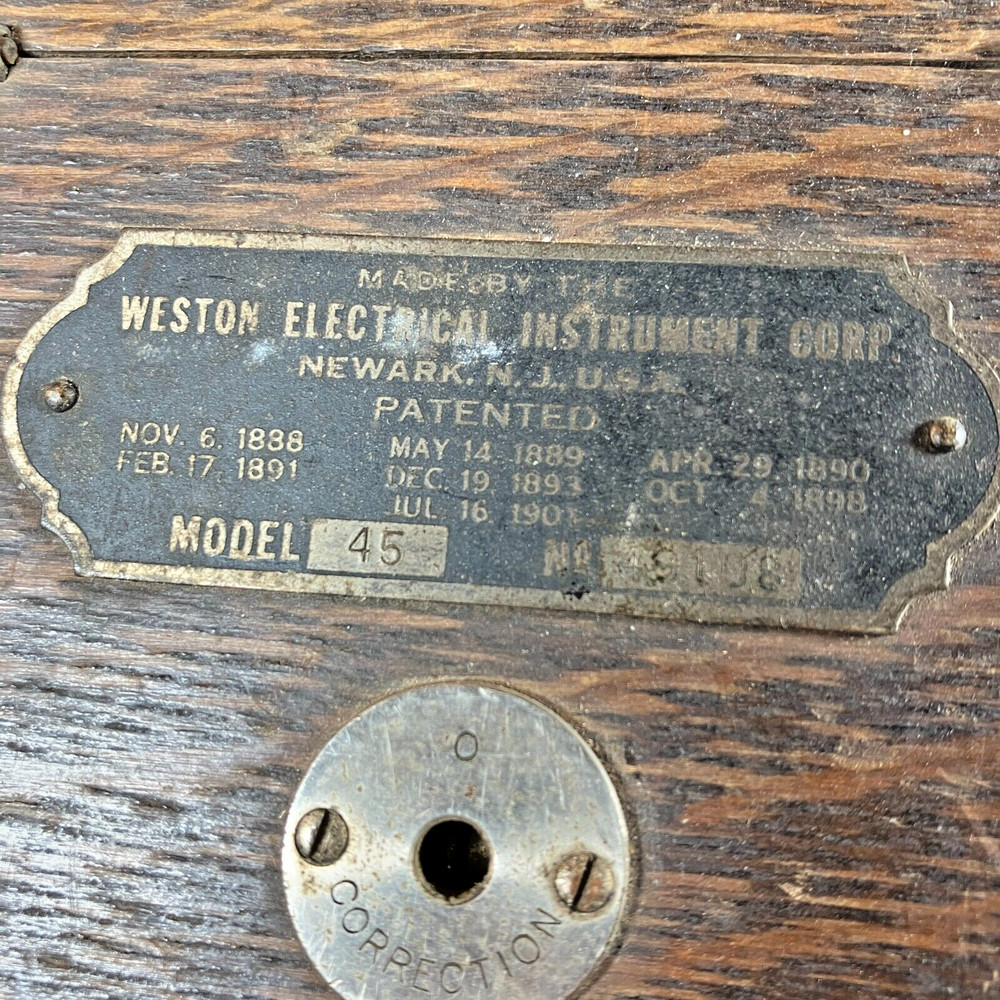 MADE BY THE
WESTON ELECTRICAL INSTRUMENT CORP.
NEWARK, N. J., U.S.A.
PATENTED
NOV. 6. 1888 MAY 14. 1889 APR. 29. 1890
FEB. 17. 1891 DEC. 19. 1893 OCT 4. 1898
JUL 16. 1901
MODEL 45 No
O
CORRECTION